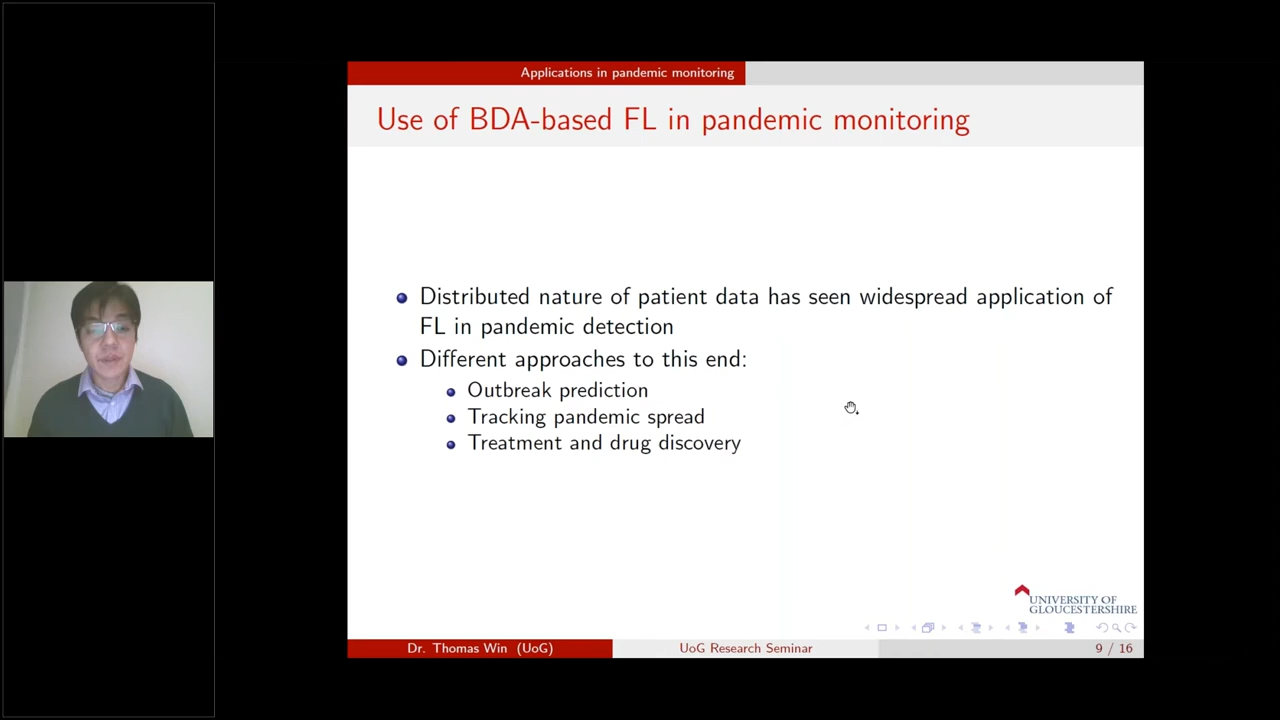 Applications in pandemic monitoring
Use of BDA-based FL in pandemic monitoring
Distributed nature of patient data has seen widespread application of
FL in pandemic detection
Different approaches to this end:
Outbreak prediction
Tracking pandemic spread
Treatment and drug discovery
UNIVERSITY OF
GLOUCESTERSHIRE
Dr. Thomas Win (UoG)
UoG Research Seminar
9 / 16